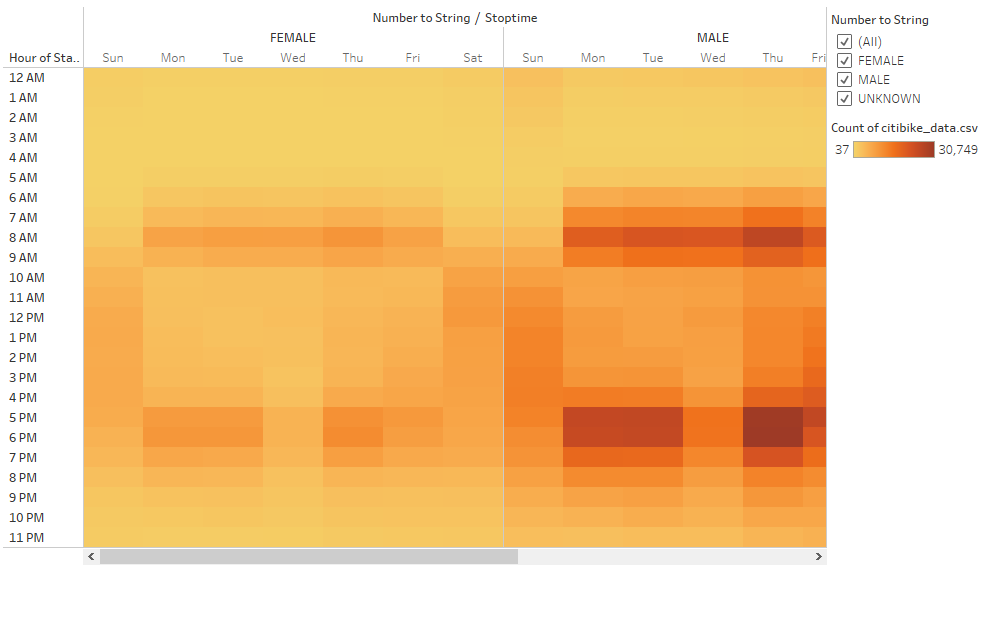 Number to String / Stoptime
FEMALE MALE
Hour of Sta.. Sun Mon Tue Wed Thu Fri Sat Sun Mon Tue Wed Thu Fri
12 AM
1 AM
2 AM
3 AM
4 AM
5 AM
6 AM
7 AM
8 AM
9 AM
10 AM
11 AM
12 PM
1 PM
2 PM
3 PM
4 PM
5 PM
6 PM
7 PM
8 PM
9 PM
10 PM
11 PM
Number to String
(All)
FEMALE
MALE
UNKNOWN
Count of citibike_data.csv
37 30,749